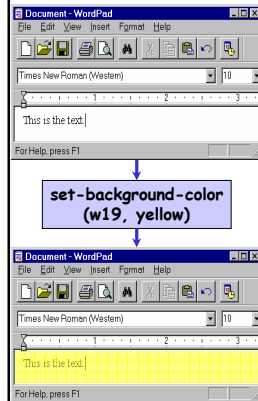 Document - WordPad
File Edit View Insert Format Help
Times New Roman (Western) 10
1 2 3
This is the text.
For Help, press F1
set-background-color
(w19, yellow)
Document - WordPad
File Edit View Insert Format Help
Times New Roman (Western) 10
1 2 3
This is the text.
For Help, press F1